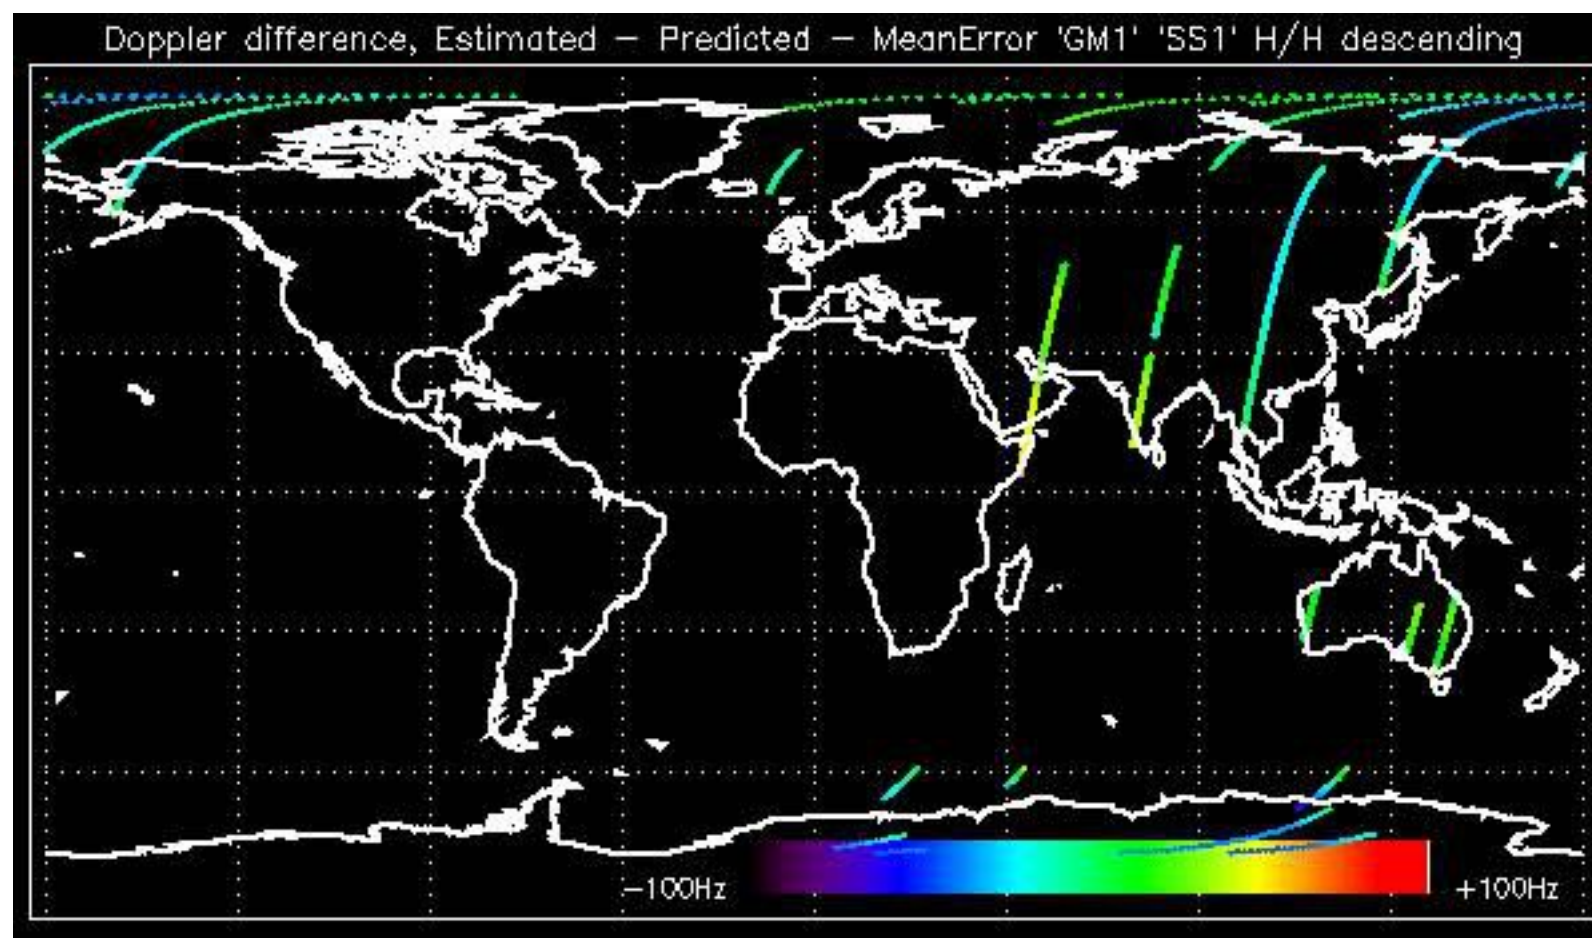 Doppler difference, Estimated − Predicted − MeanError 'GM1' 'SS1' H/H descending
−100Hz +100Hz